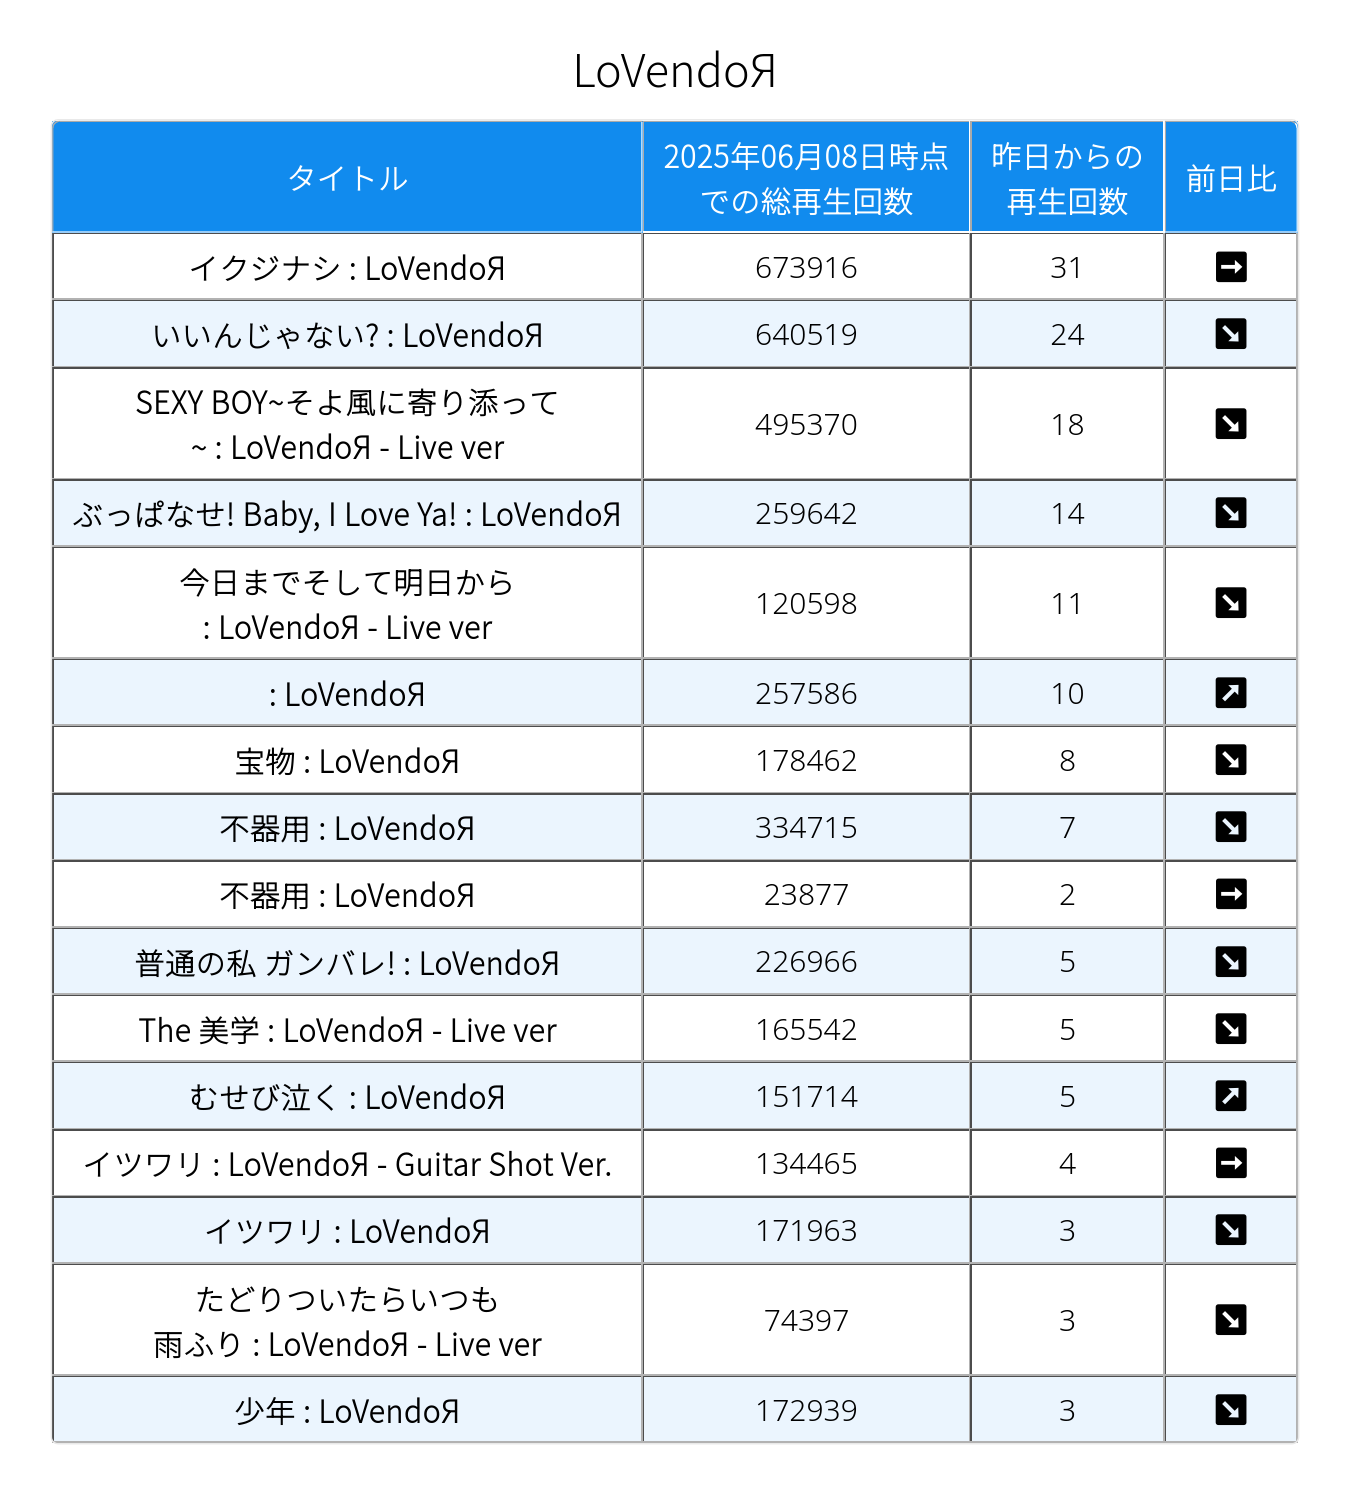 LoVendoЯ
タイトル
2025年06月08日時点
での総再生回数
昨日からの
再生回数
前日比
イクジナシ : LoVendoЯ 673916 31
いいんじゃない? : LoVendoЯ 640519 24
SEXY BOY~そよ風に寄り添って
~ : LoVendoЯ - Live ver 495370 18
ぶっぱなせ! Baby, I Love Ya! : LoVendoЯ 259642 14
今日までそして明日から
: LoVendoЯ - Live ver 120598 11
: LoVendoЯ 257586 10
宝物 : LoVendoЯ 178462 8
不器用 : LoVendoЯ 334715 7
不器用 : LoVendoЯ 23877 2
普通の私 ガンバレ! : LoVendoЯ 226966 5
The 美学 : LoVendoЯ - Live ver 165542 5
むせび泣く : LoVendoЯ 151714 5
イツワリ : LoVendoЯ - Guitar Shot Ver. 134465 4
イツワリ : LoVendoЯ 171963 3
たどりついたらいつも
雨ふり : LoVendoЯ - Live ver 74397 3
少年 : LoVendoЯ 172939 3